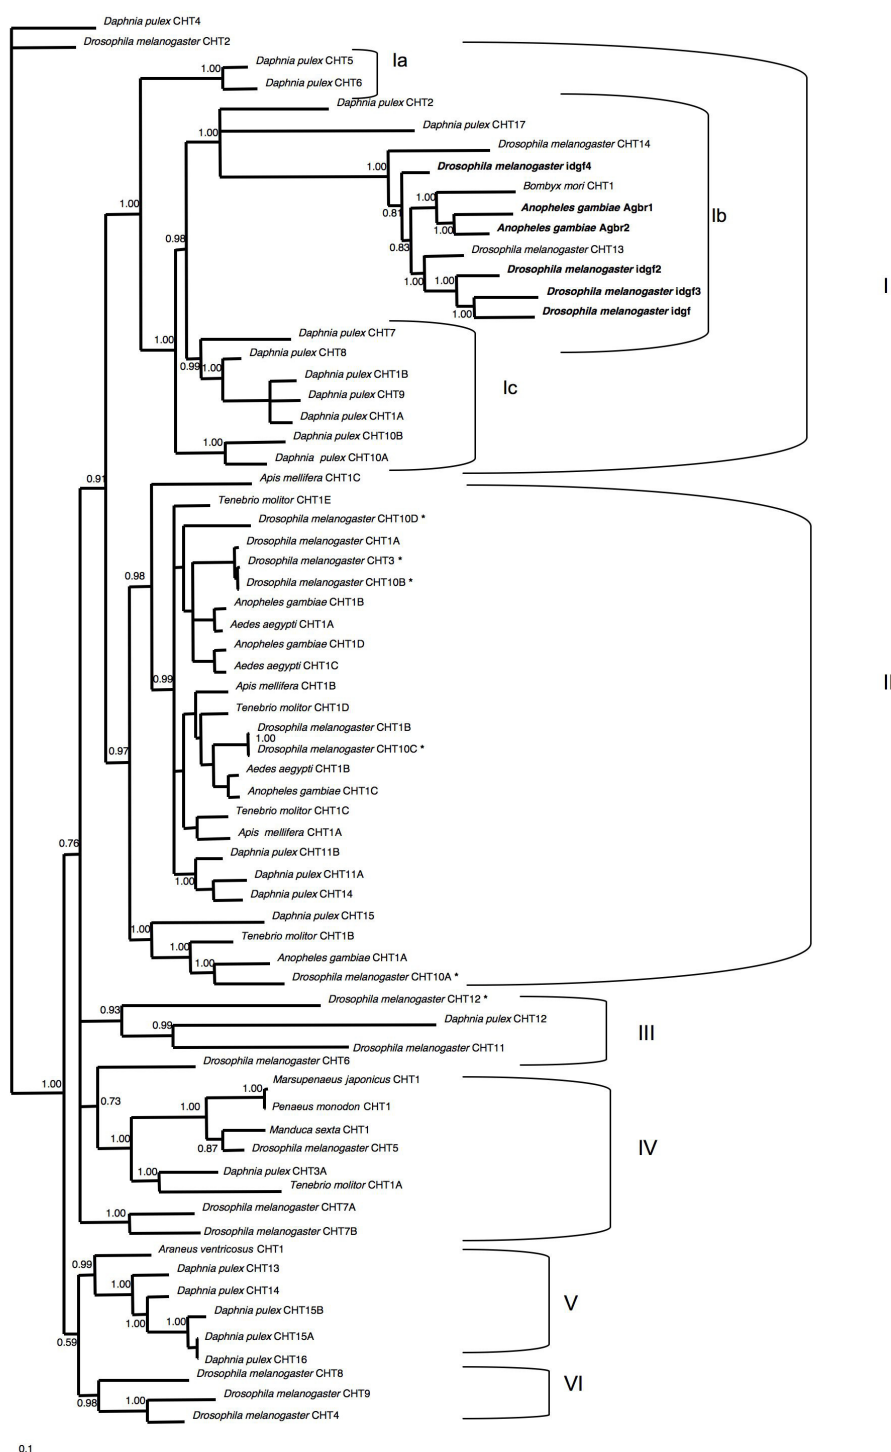 Daphnia pulex CHT4
Drosophila melanogaster CHT2
Daphnia pulex CHT5
Ia
1.00
Daphnia pulex CHT6
Daphnia pulex CHT2
Daphnia pulex CHT17
1.00
Drosophila melanogaster CHT14
1.00
Drosophila melanogaster idgf4
Bombyx mori CHT1
1.00
Anopheles gambiae Agbr1
1.00
0.81
Ib
Anopheles gambiae Agbr2
1.00
0.98
0.83
Drosophila melanogaster CHT13
Drosophila melanogaster idgf2
1.00
1.00
I
Drosophila melanogaster idgf3
Drosophila melanogaster idgf
1.00
Daphnia pulex CHT7
1.00
Daphnia pulex CHT8
0.99
1.00
Daphnia pulex CHT1B
Ic
Daphnia pulex CHT9
Daphnia pulex CHT1A
Daphnia pulex CHT10B
1.00
Daphnia pulex CHT10A
0.91
Apis mellifera CHT1C
Tenebrio molitor CHT1E
Drosophila melanogaster CHT10D *
Drosophila melanogaster CHT1A
Drosophila melanogaster CHT3 *
0.98
Drosophila melanogaster CHT10B *
Anopheles gambiae CHT1B
Aedes aegypti CHT1A
Anopheles gambiae CHT1D
Aedes aegypti CHT1C
0.99
Apis mellifera CHT1B
Tenebrio molitor CHT1D
Drosophila melanogaster CHT1B
1.00
0.97
Drosophila melanogaster CHT10C *
Aedes aegypti CHT1B
Anopheles gambiae CHT1C
Tenebrio molitor CHT1C
Apis mellifera CHT1A
0.76
Daphnia pulex CHT11B
Daphnia pulex CHT11A
1.00
Daphnia pulex CHT14
Daphnia pulex CHT15
1.00
Tenebrio molitor CHT1B
1.00
Anopheles gambiae CHT1A
1.00
Drosophila melanogaster CHT10A *
Drosophila melanogaster CHT12 *
0.93
Daphnia pulex CHT12
0.99
III
Drosophila melanogaster CHT11
Drosophila melanogaster CHT6
Marsupenaeus japonicus CHT1
1.00
1.00
0.73
1.00
Penaeus monodon CHT1
Manduca sexta CHT1
1.00
0.87
Drosophila melanogaster CHT5
IV
Daphnia pulex CHT3A
1.00
Tenebrio molitor CHT1A
Drosophila melanogaster CHT7A
1.00
Drosophila melanogaster CHT7B
Araneus ventricosus CHT1
0.99
Daphnia pulex CHT13
1.00
Daphnia pulex CHT14
V
Daphnia pulex CHT15B
1.00
1.00
Daphnia pulex CHT15A
0.59
Daphnia pulex CHT16
Drosophila melanogaster CHT8
VI
Drosophila melanogaster CHT9
0.98
1.00
Drosophila melanogaster CHT4
0.1